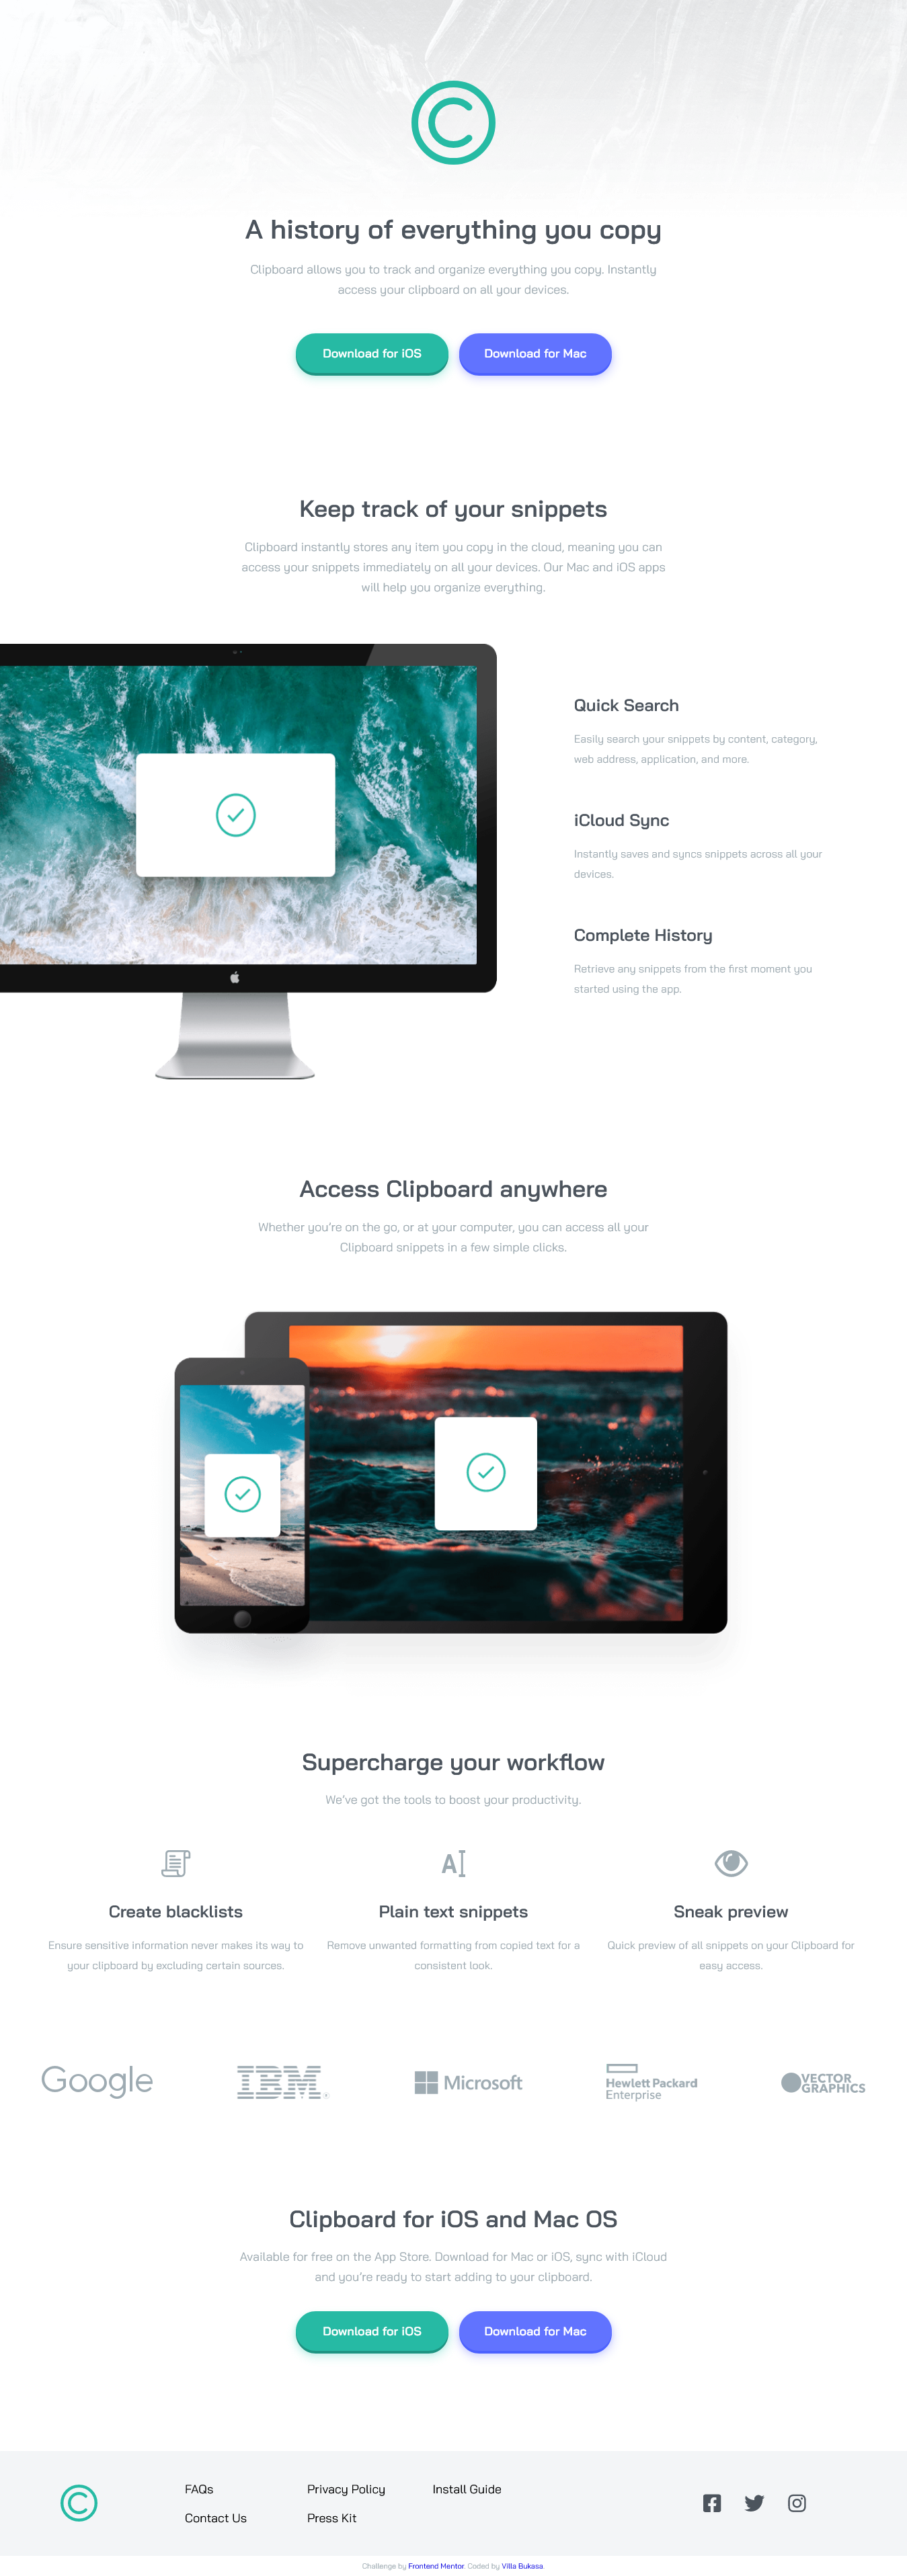 A history of everything you copy
Clipboard allows you to track and organize everything you copy. Instantly
access your clipboard on all your devices.
Download for iOS
Download for Mac
Keep track of your snippets
Clipboard instantly stores any item you copy in the cloud, meaning you can
access your snippets immediately on all your devices. Our Mac and iOS apps
will help you organize everything.
Quick Search
Easily search your snippets by content, category,
web address, application, and more.
iCloud Sync
Instantly saves and syncs snippets across all your
devices.
Complete History
Retrieve any snippets from the first moment you
started using the app.
Access Clipboard anywhere
Whether you’re on the go, or at your computer, you can access all your
Clipboard snippets in a few simple clicks.
Supercharge your workflow
We’ve got the tools to boost your productivity.
Create blacklists
Ensure sensitive information never makes its way to
your clipboard by excluding certain sources.
Plain text snippets
Remove unwanted formatting from copied text for a
consistent look.
Sneak preview
Quick preview of all snippets on your Clipboard for
easy access.
Google
IBM
Microsoft
Hewlett Packard
Enterprise
VECTOR
GRAPHICS
Clipboard for iOS and Mac OS
Available for free on the App Store. Download for Mac or iOS, sync with iCloud
and you’re ready to start adding to your clipboard.
Download for iOS
Download for Mac
FAQs
Contact Us
Privacy Policy
Press Kit
Install Guide
Challenge by Frontend Mentor. Coded by Villa Bukasa.